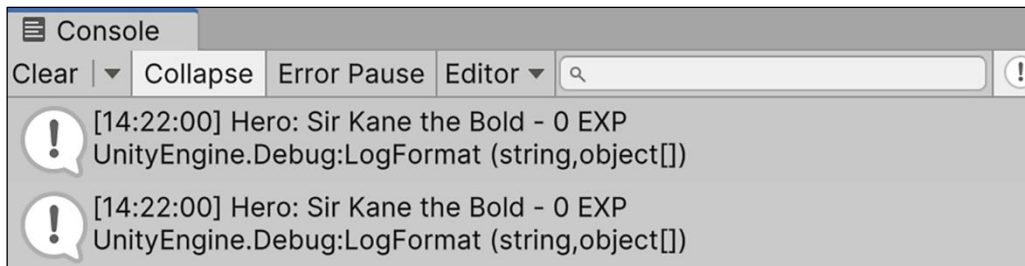 Console
Clear Collapse Error Pause Editor
[14:22:00] Hero: Sir Kane the Bold - 0 EXP
UnityEngine.Debug:LogFormat (string,object[])
[14:22:00] Hero: Sir Kane the Bold - 0 EXP
UnityEngine.Debug:LogFormat (string,object[])